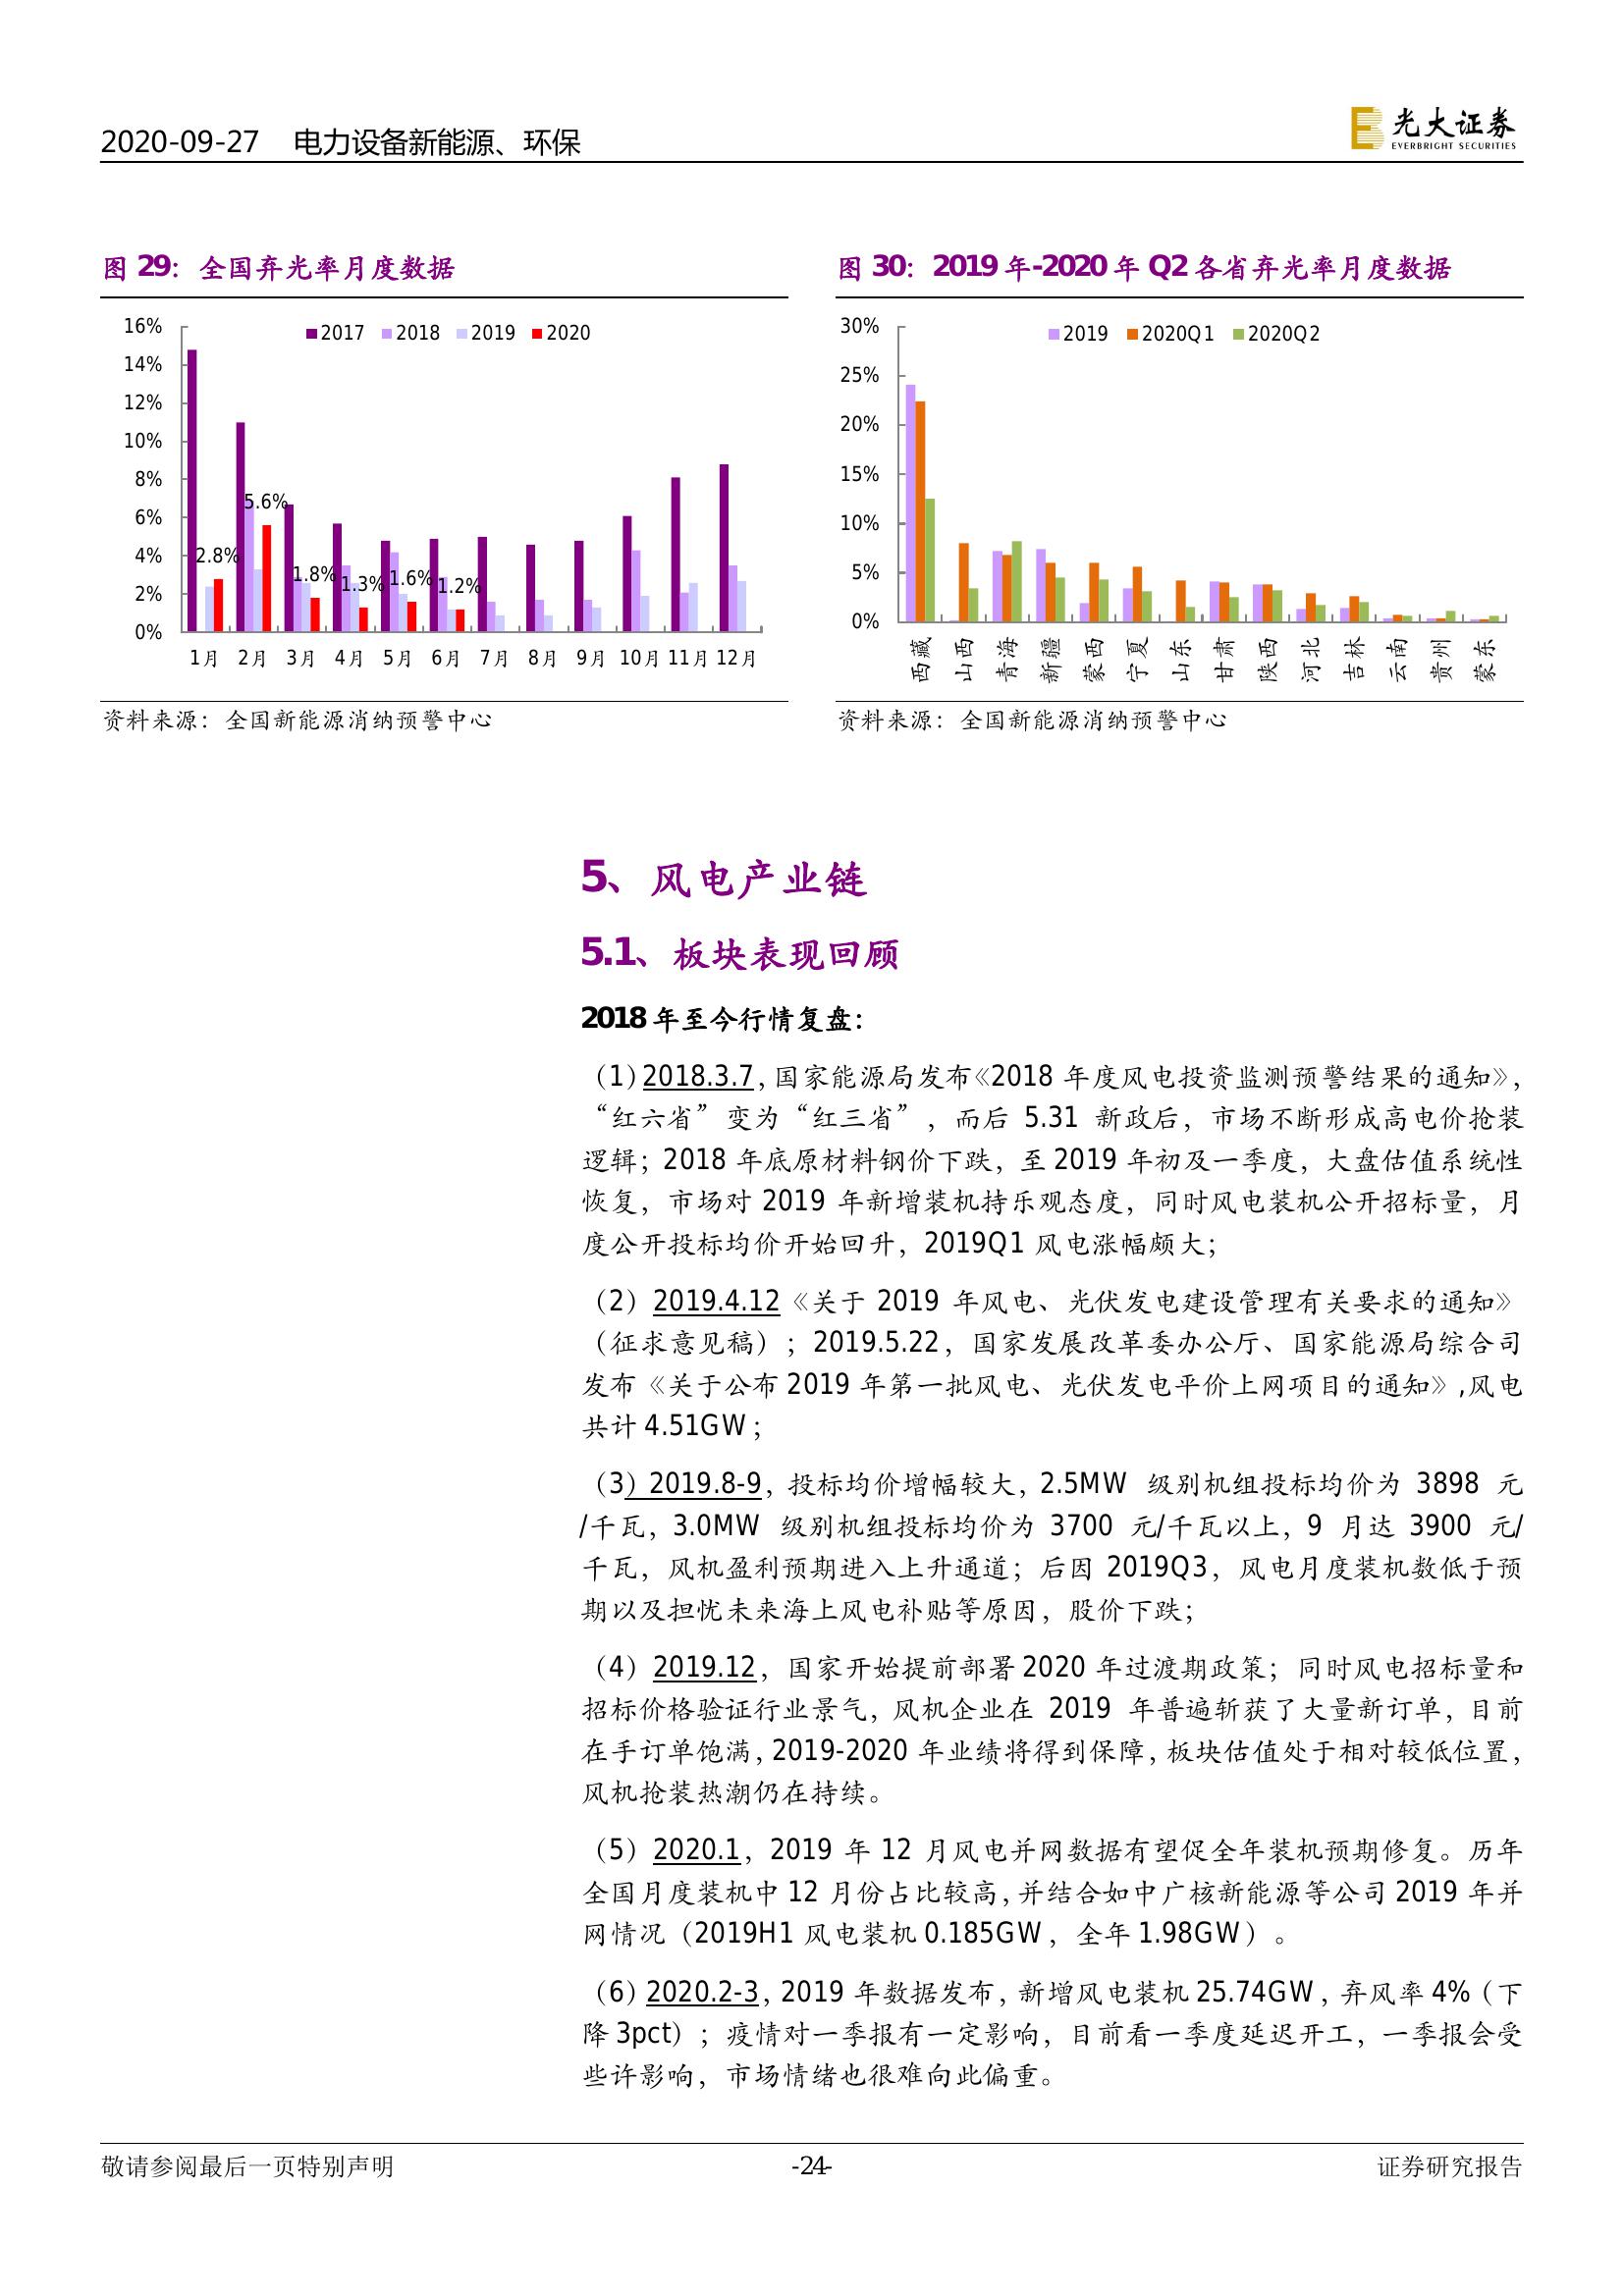 2020-09-27 电力设备新能源、环保
光大证券
EVERBRIGHT SECURITIES
图 29：全国弃光率月度数据
16%
14%
12%
10%
8%
6%
4%
2%
0%
2017 2018 2019 2020
2.8%
5.6%
1.8%
1.3%
1.6%
1.2%
1月 2月 3月 4月 5月 6月 7月 8月 9月 10月 11月 12月
资料来源：全国新能源消纳预警中心
图 30：2019 年-2020 年 Q2 各省弃光率月度数据
30%
25%
20%
15%
10%
5%
0%
2019 2020Q1 2020Q2
西藏 山西 青海 新疆 蒙西 宁夏 山东 甘肃 陕西 河北 吉林 云南 贵州 蒙东
资料来源：全国新能源消纳预警中心
5、风电产业链
5.1、板块表现回顾
2018 年至今行情复盘：
（1）2018.3.7，国家能源局发布《2018 年度风电投资监测预警结果的通知》，
“红六省”变为“红三省”，而后 5.31 新政后，市场不断形成高电价抢装
逻辑；2018 年底原材料钢价下跌，至 2019 年初及一季度，大盘估值系统性
恢复，市场对 2019 年新增装机持乐观态度，同时风电装机公开招标量，月
度公开投标均价开始回升，2019Q1 风电涨幅颇大；
（2）2019.4.12《关于 2019 年风电、光伏发电建设管理有关要求的通知》
（征求意见稿）；2019.5.22，国家发展改革委办公厅、国家能源局综合司
发布《关于公布 2019 年第一批风电、光伏发电平价上网项目的通知》,风电
共计 4.51GW；
（3）2019.8-9，投标均价增幅较大，2.5MW 级别机组投标均价为 3898 元
/千瓦，3.0MW 级别机组投标均价为 3700 元/千瓦以上，9 月达 3900 元/
千瓦，风机盈利预期进入上升通道；后因 2019Q3，风电月度装机数低于预
期以及担忧未来海上风电补贴等原因，股价下跌；
（4）2019.12，国家开始提前部署 2020 年过渡期政策；同时风电招标量和
招标价格验证行业景气，风机企业在 2019 年普遍斩获了大量新订单，目前
在手订单饱满，2019-2020 年业绩将得到保障，板块估值处于相对较低位置，
风机抢装热潮仍在持续。
（5）2020.1，2019 年 12 月风电并网数据有望促全年装机预期修复。历年
全国月度装机中 12 月份占比较高，并结合如中广核新能源等公司 2019 年并
网情况（2019H1 风电装机 0.185GW，全年 1.98GW）。
（6）2020.2-3，2019 年数据发布，新增风电装机 25.74GW，弃风率 4%（下
降 3pct）；疫情对一季报有一定影响，目前看一季度延迟开工，一季报会受
些许影响，市场情绪也很难向此偏重。
敬请参阅最后一页特别声明
-24-
证券研究报告